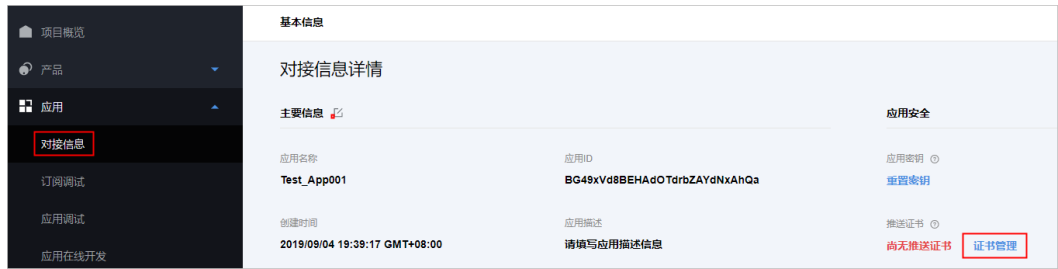 项目概览
产品
应用
对接信息
订阅调试
应用调试
应用在线开发
基本信息
对接信息详情
主要信息
应用安全
应用名称
应用ID
应用密钥
Test_App001
BG49xVd8BEHAdOTdrbZAYdNxAhQa
重置密钥
创建时间
应用描述
推送证书
2019/09/04 19:39:17 GMT+08:00
请填写应用描述信息
尚无推送证书 证书管理